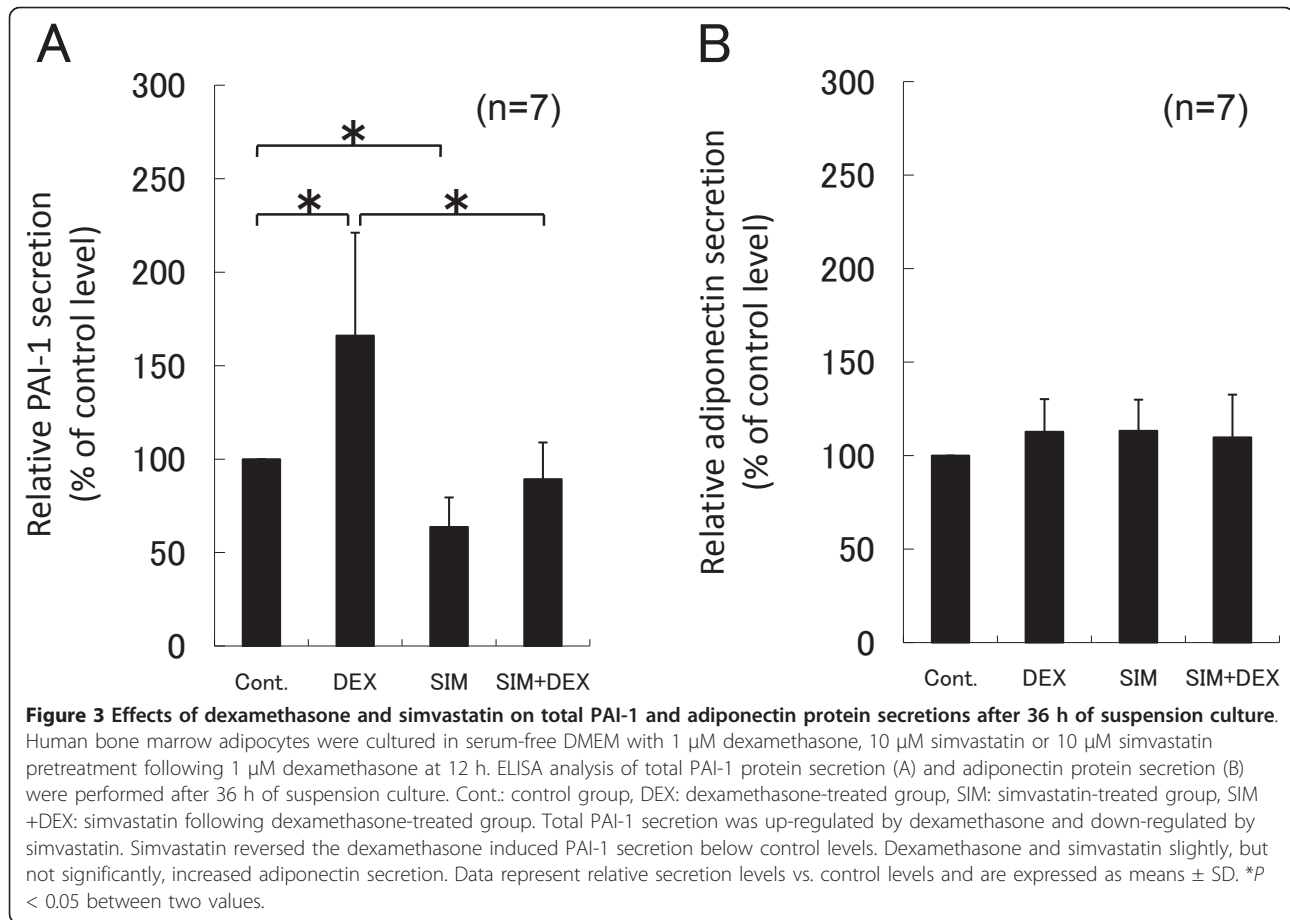 A
Relative PAI-1 secretion
(% of control level)
300
250
200
150
100
50
0
(n=7)
*
*
*
Cont. DEX SIM SIM+DEX
B
Relative adiponectin secretion
(% of control level)
300
250
200
150
100
50
0
(n=7)
Cont. DEX SIM SIM+DEX
Figure 3 Effects of dexamethasone and simvastatin on total PAI-1 and adiponectin protein secretions after 36 h of suspension culture.
Human bone marrow adipocytes were cultured in serum-free DMEM with 1 μM dexamethasone, 10 μM simvastatin or 10 μM simvastatin
pretreatment following 1 μM dexamethasone at 12 h. ELISA analysis of total PAI-1 protein secretion (A) and adiponectin protein secretion (B)
were performed after 36 h of suspension culture. Cont.: control group, DEX: dexamethasone-treated group, SIM: simvastatin-treated group, SIM
+DEX: simvastatin following dexamethasone-treated group. Total PAI-1 secretion was up-regulated by dexamethasone and down-regulated by
simvastatin. Simvastatin reversed the dexamethasone induced PAI-1 secretion below control levels. Dexamethasone and simvastatin slightly, but
not significantly, increased adiponectin secretion. Data represent relative secretion levels vs. control levels and are expressed as means ± SD. *P
< 0.05 between two values.